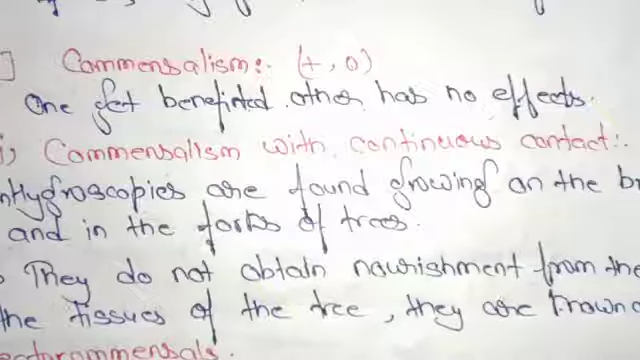 Commensalism:- (+, 0)
One get benefinted other has no effects.
i) Commensalism with continuous contact:-
Hygroscopies are found growing on the
and in the forks of trees.
They do not obtain nourishment from the
the tissues of the tree, they are known